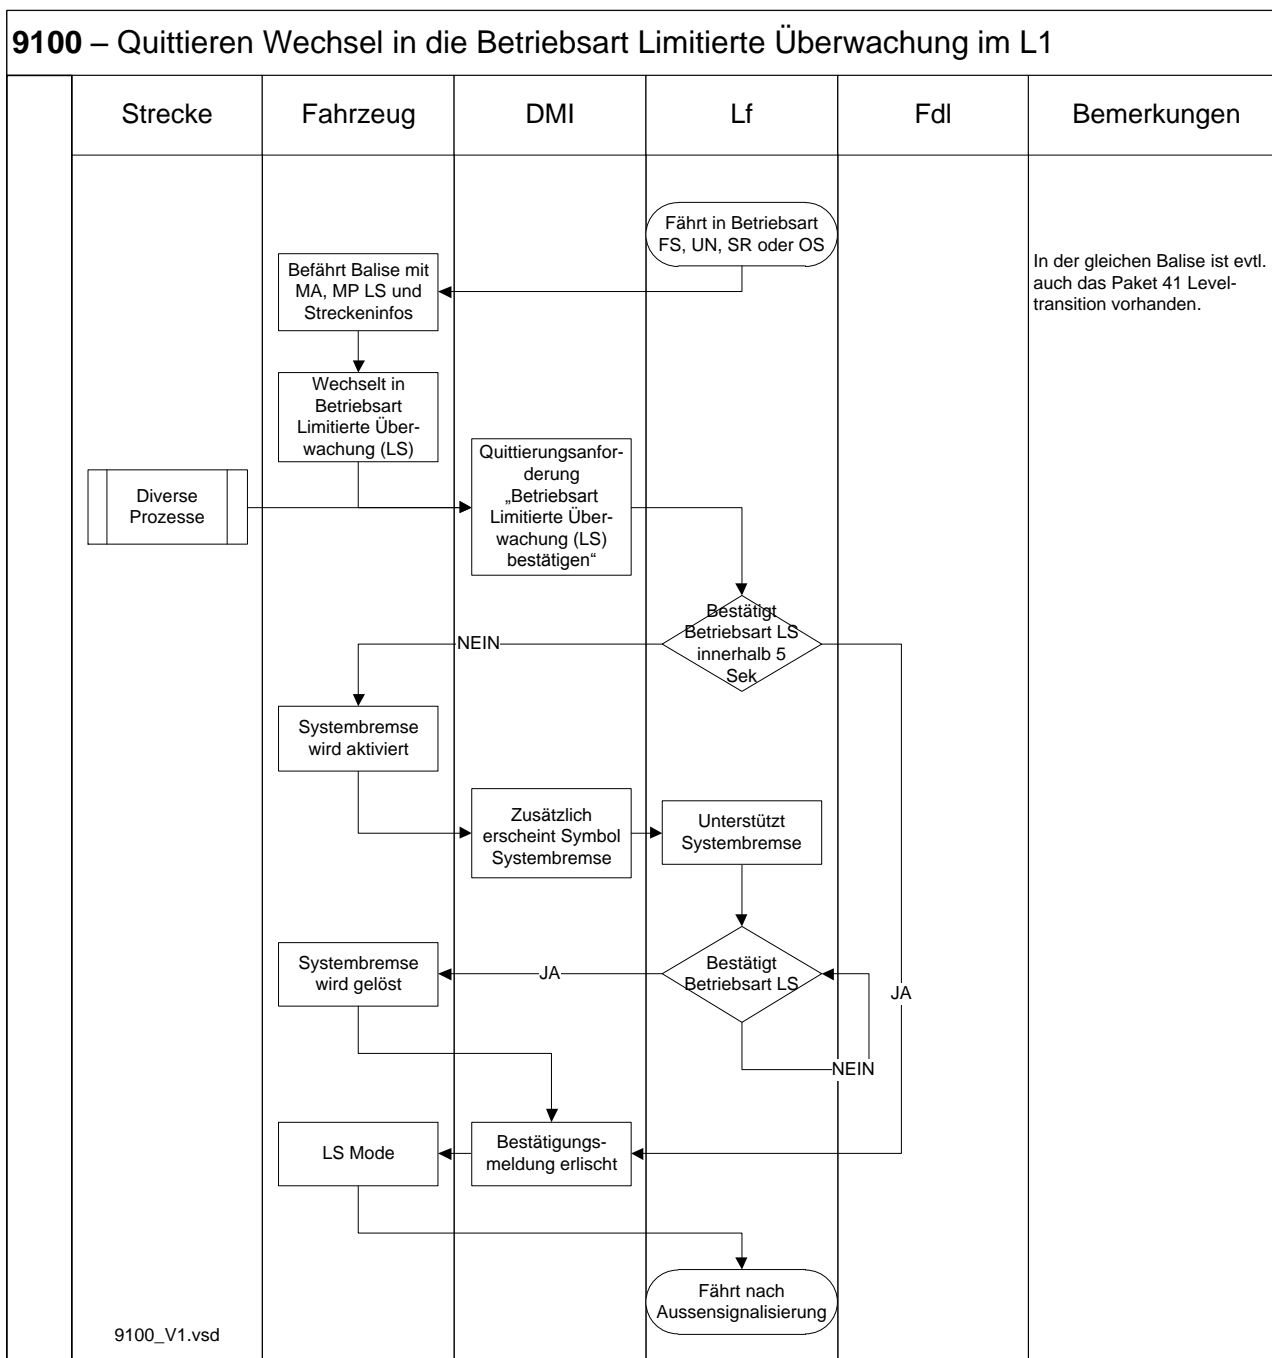 9100 – Quittieren Wechsel in die Betriebsart Limitierte Überwachung im L1
Strecke
Fahrzeug
DMI
Lf
Fdl
Bemerkungen
Fährt in Betriebsart
FS, UN, SR oder OS
Befährt Balise mit
MA, MP LS und
Streckeninfos
In der gleichen Balise ist evtl.
auch das Paket 41 Level-
transition vorhanden.
Wechselt in
Betriebsart
Limitierte Über-
wachung (LS)
Diverse
Prozesse
Quittierungsanfor-
derung
„Betriebsart
Limitierte Über-
wachung (LS)
bestätigen“
Bestätigt
Betriebsart LS
innerhalb 5
Sek
NEIN
Systembremse
wird aktiviert
Zusätzlich
erscheint Symbol
Systembremse
Unterstützt
Systembremse
Systembremse
wird gelöst
JA
Bestätigt
Betriebsart LS
JA
NEIN
LS Mode
Bestätigungs-
meldung erlischt
Fährt nach
Aussensignalisierung
9100_V1.vsd